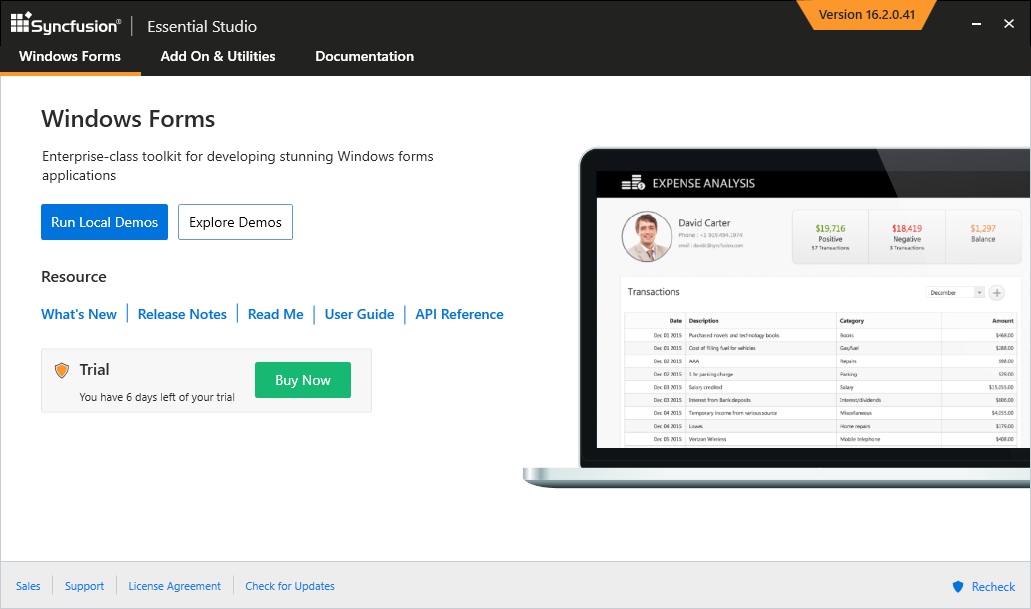 Syncfusion® | Essential Studio
Version 16.2.0.41
Windows Forms
Add On & Utilities
Documentation
Windows Forms
Enterprise-class toolkit for developing stunning Windows forms
applications
Run Local Demos
Explore Demos
Resource
What's New | Release Notes | Read Me | User Guide | API Reference
Trial
You have 6 days left of your trial
Buy Now
EXPENSE ANALYSIS
David Carter
Phone : +1 919.494.1974
email : davidc@syncfusion.com
$19,716
Positive
57 Transactions
$18,419
Negative
3 Transactions
$1,297
Balance
Transactions
December
Date Description Category Amount
Dec 01 2015 Purchased novels and technology books Books $468.00
Dec 01 2015 Cost of filling fuel for vehicles Gas/fuel $288.00
Dec 02 2015 AAA Repairs $98.00
Dec 02 2015 1 hr parking charge Parking $29.00
Dec 03 2015 Salary credited Salary $15,055.00
Dec 03 2015 Interest from Bank deposits Interest/dividends $806.00
Dec 04 2015 Temporary income from various source Miscellaneous $4,055.00
Dec 04 2015 Lowes Home repairs $179.00
Dec 05 2015 Verizon Wireless Mobile telephone $408.00
Sales | Support | License Agreement | Check for Updates
Recheck